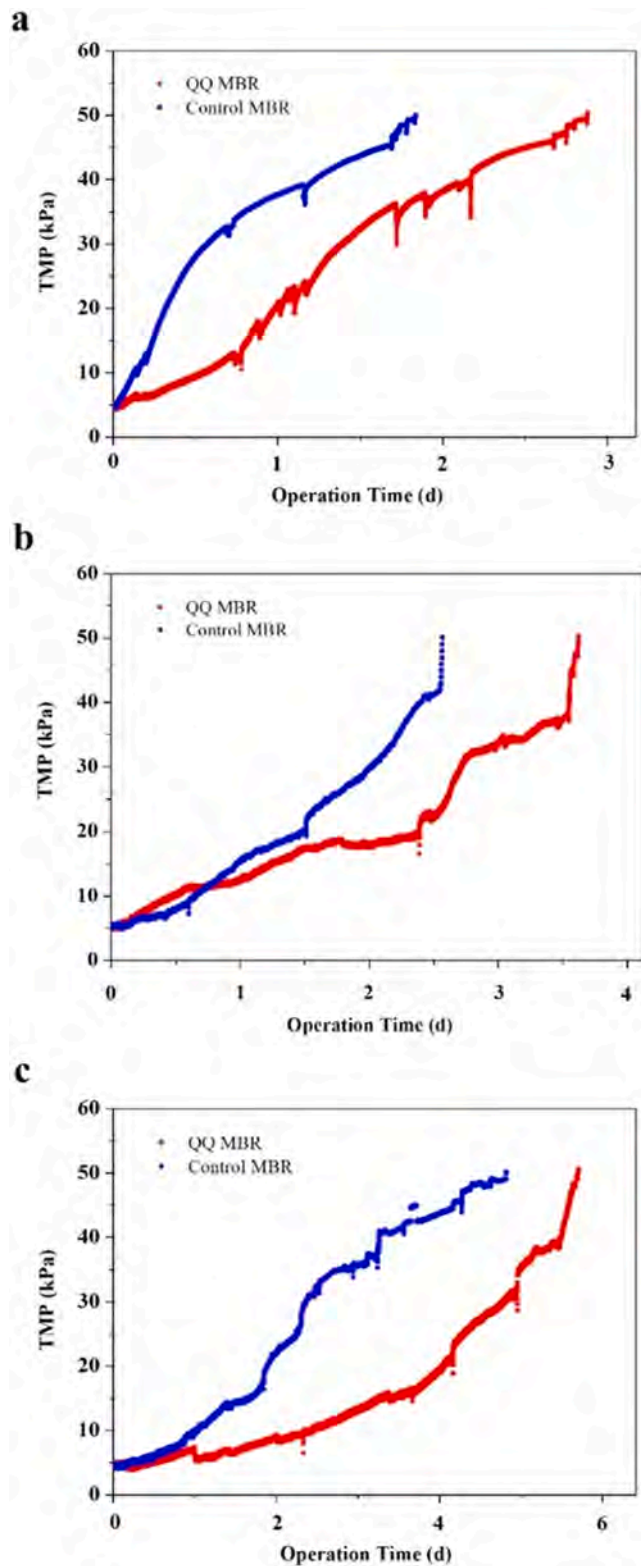 a
60
50
40
30
20
10
0
TMP (kPa)
QQ MBR
Control MBR
0 1 2 3
Operation Time (d)
b
60
50
40
30
20
10
0
TMP (kPa)
QQ MBR
Control MBR
0 1 2 3 4
Operation Time (d)
c
60
50
40
30
20
10
0
TMP (kPa)
QQ MBR
Control MBR
0 2 4 6
Operation Time (d)